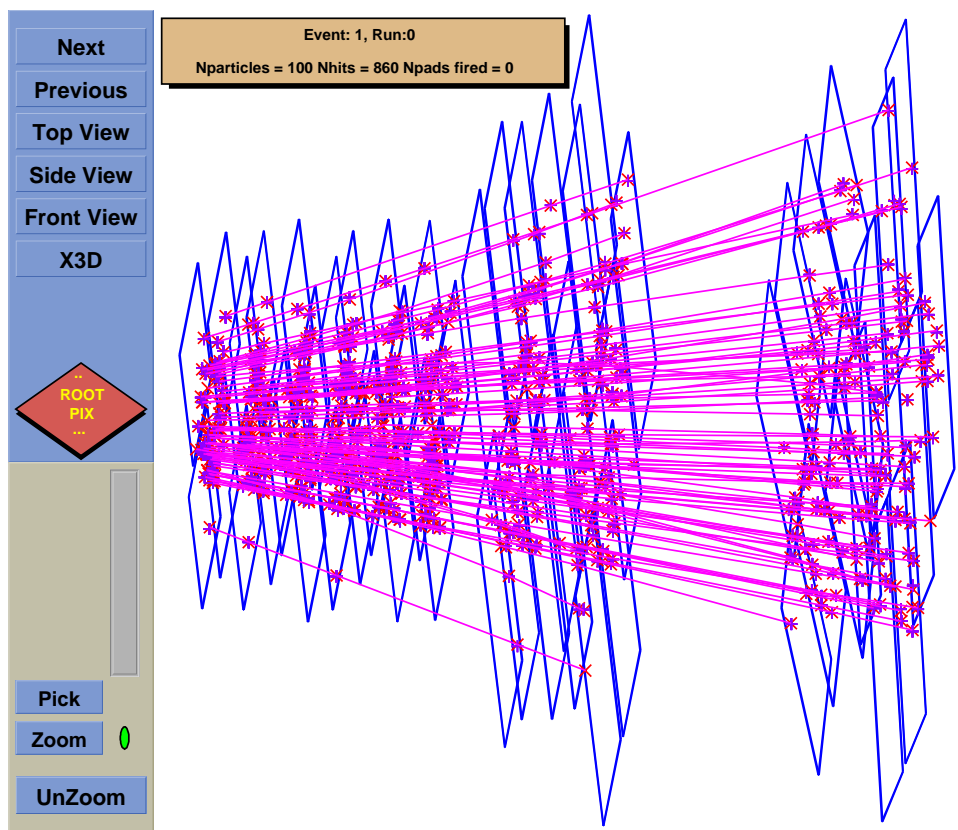 Next
Previous
Top View
Side View
Front View
X3D
..
ROOT
PIX
...
Pick
Zoom
UnZoom
Event: 1, Run:0
Nparticles = 100 Nhits = 860 Npads fired = 0